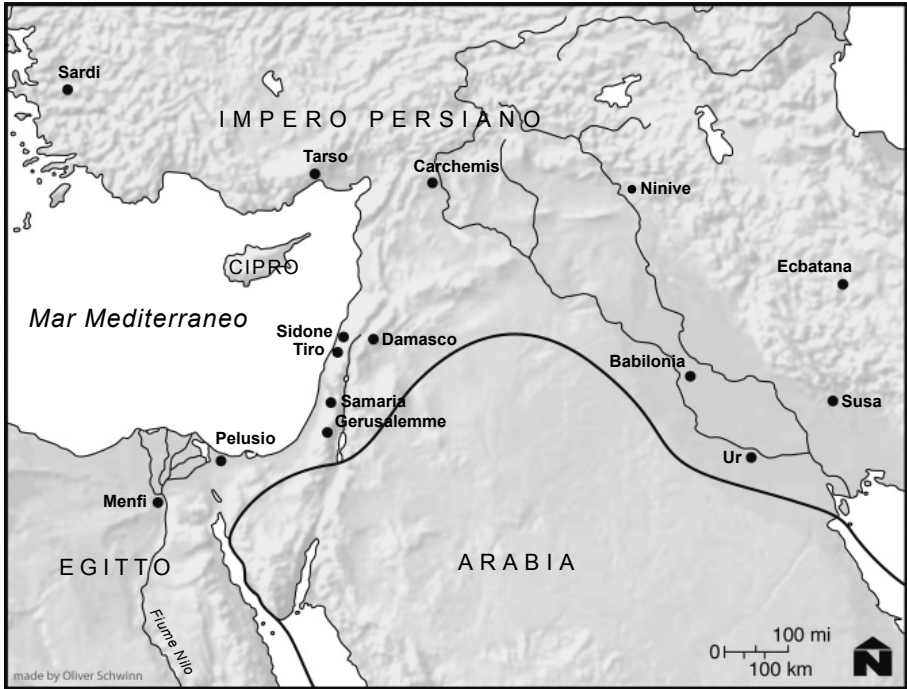 Sardi
IMPERO PERSIANO
Tarso
Carchemis
Ninive
CIPRO
Ecbatana
Mar Mediterraneo
Sidone
Tiro
Damasco
Babilonia
Samaria
Susa
Gerusalemme
Pelusio
Ur
Menfi
EGITTO
ARABIA
Fiume Nilo
0 100 mi
100 km
N
made by Oliver Schwinn